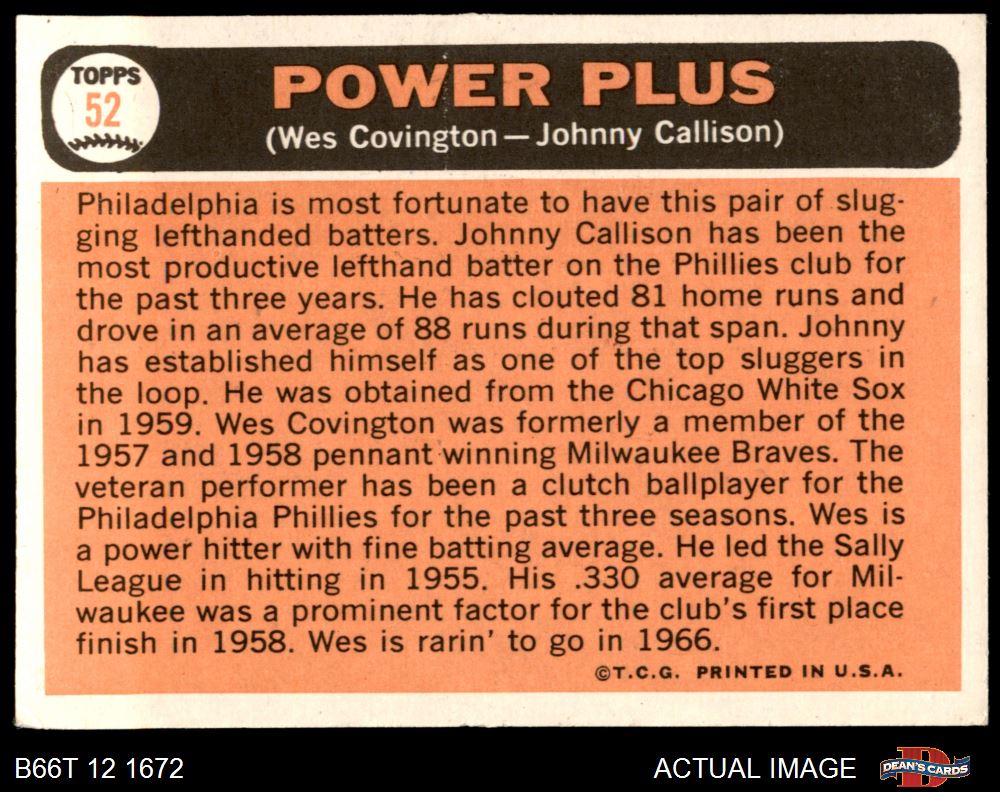 TOPPS
52
POWER PLUS
(Wes Covington — Johnny Callison)
Philadelphia is most fortunate to have this pair of slug-
ging lefthanded batters. Johnny Callison has been the
most productive lefthand batter on the Phillies club for
the past three years. He has clouted 81 home runs and
drove in an average of 88 runs during that span. Johnny
has established himself as one of the top sluggers in
the loop. He was obtained from the Chicago White Sox
in 1959. Wes Covington was formerly a member of the
1957 and 1958 pennant winning Milwaukee Braves. The
veteran performer has been a clutch ballplayer for the
Philadelphia Phillies for the past three seasons. Wes is
a power hitter with fine batting average. He led the Sally
League in hitting in 1955. His .330 average for Mil-
waukee was a prominent factor for the club's first place
finish in 1958. Wes is rarin' to go in 1966.
©T.C.G. PRINTED IN U.S.A.
B66T 12 1672
ACTUAL IMAGE
D
DEAN'S CARDS